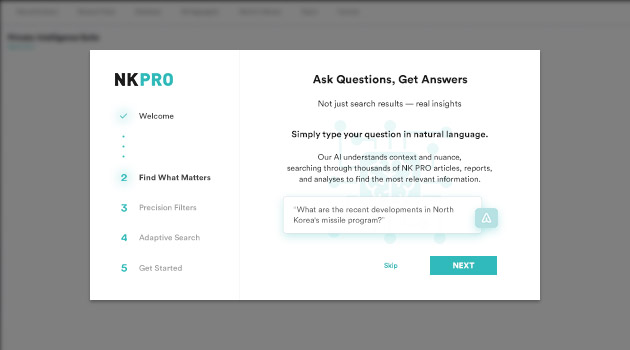 NKPRO
Welcome
2 Find What Matters
3 Precision Filters
4 Adaptive Search
5 Get Started
Ask Questions, Get Answers
Not just search results — real insights
Simply type your question in natural language.
Our AI understands context and nuance,
searching through thousands of NK PRO articles, reports,
and analyses to find the most relevant information.
"What are the recent developments in North
Korea's missile program?"
Skip
NEXT